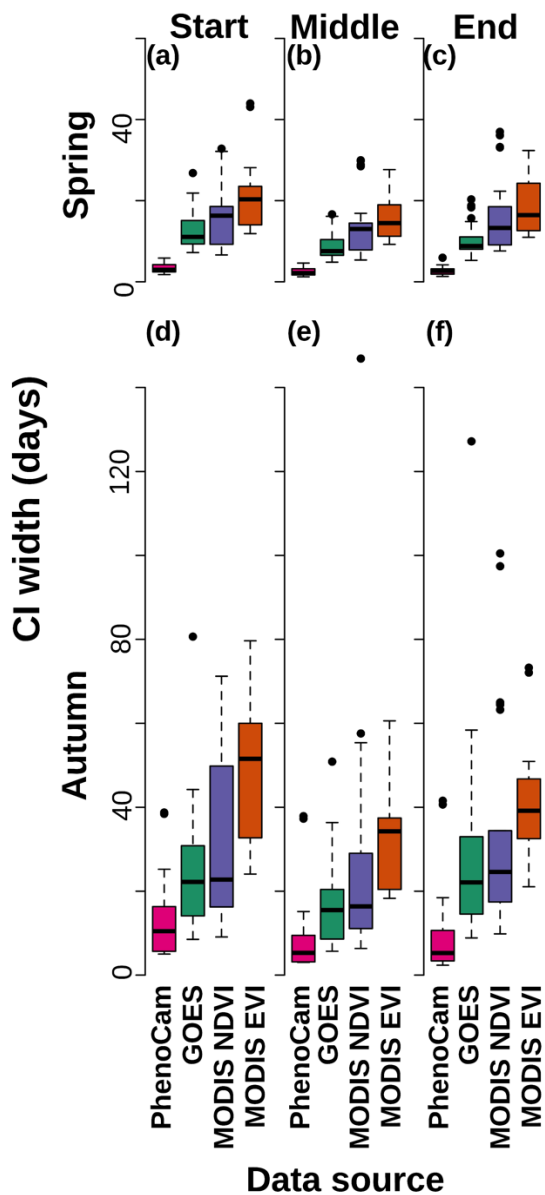 Start Middle End
(a) (b) (c)
Spring
40
0
(d) (e) (f)
CI width (days)
Autumn
120
80
40
0
PhenoCam
GOES
MODIS NDVI
MODIS EVI
PhenoCam
GOES
MODIS NDVI
MODIS EVI
PhenoCam
GOES
MODIS NDVI
MODIS EVI
Data source